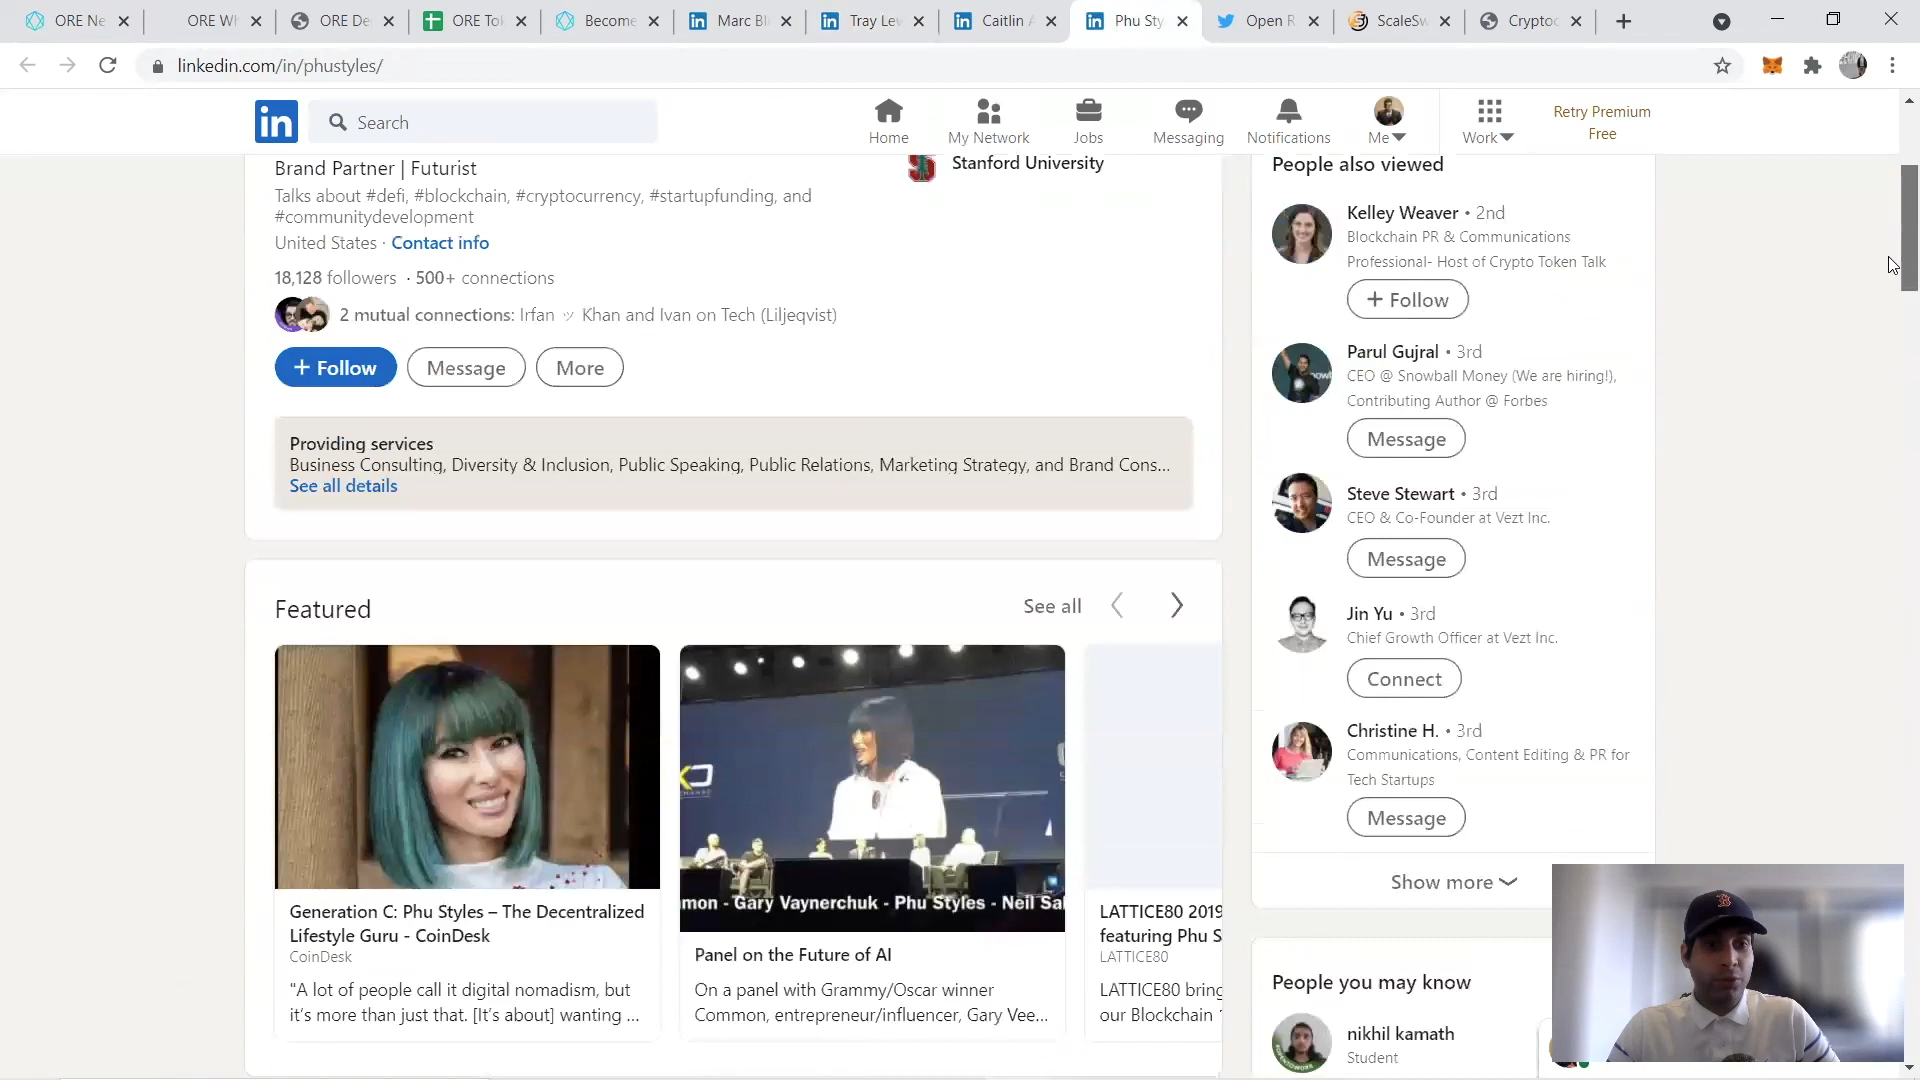 ORE Ne
ORE Wh
ORE De
ORE Tok
Become
Marc Bl
Tray Lew
Caitlin A
Phu Sty
Open R
ScaleSw
Cryptoc
linkedin.com/in/phustyles/
in
Search
Home
My Network
Jobs
Messaging
Notifications
Me
Work
Retry Premium
Free
Brand Partner | Futurist
Talks about #defi, #blockchain, #cryptocurrency, #startupfunding, and
#communitydevelopment
United States · Contact info
18,128 followers · 500+ connections
2 mutual connections: Irfan ツ Khan and Ivan on Tech (Liljeqvist)
+ Follow
Message
More
Stanford University
Providing services
Business Consulting, Diversity & Inclusion, Public Speaking, Public Relations, Marketing Strategy, and Brand Cons...
See all details
Featured
See all
mon - Gary Vaynerchuk - Phu Styles - Neil Sa
Generation C: Phu Styles – The Decentralized
Lifestyle Guru - CoinDesk
CoinDesk
"A lot of people call it digital nomadism, but
it's more than just that. [It's about] wanting ...
Panel on the Future of AI
On a panel with Grammy/Oscar winner
Common, entrepreneur/influencer, Gary Vee...
LATTICE80 2019
featuring Phu S
LATTICE80
LATTICE80 bring
our Blockchain
People also viewed
Kelley Weaver • 2nd
Blockchain PR & Communications
Professional- Host of Crypto Token Talk
+ Follow
Parul Gujral • 3rd
CEO @ Snowball Money (We are hiring!),
Contributing Author @ Forbes
Message
Steve Stewart • 3rd
CEO & Co-Founder at Vezt Inc.
Message
Jin Yu • 3rd
Chief Growth Officer at Vezt Inc.
Connect
Christine H. • 3rd
Communications, Content Editing & PR for
Tech Startups
Message
Show more
People you may know
nikhil kamath
Student